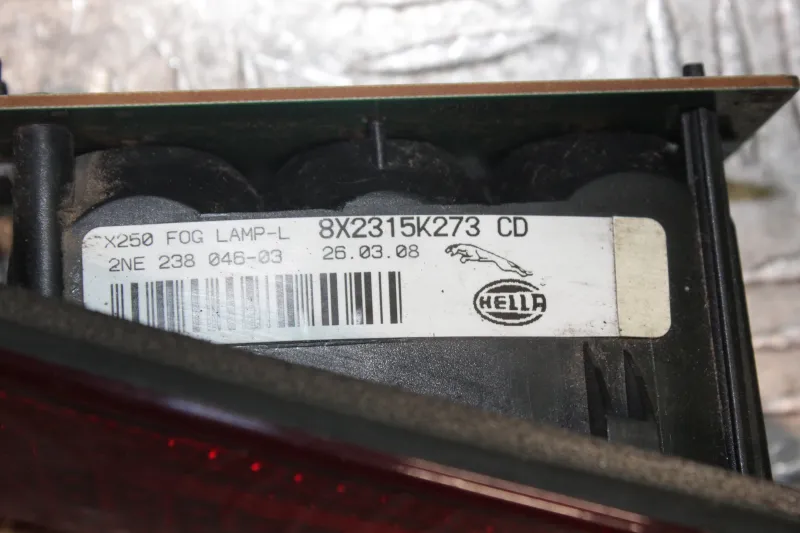 X250 FOG LAMP-L 8X2315K273 CD
2NE 238 046-03 26.03.08
HELLA